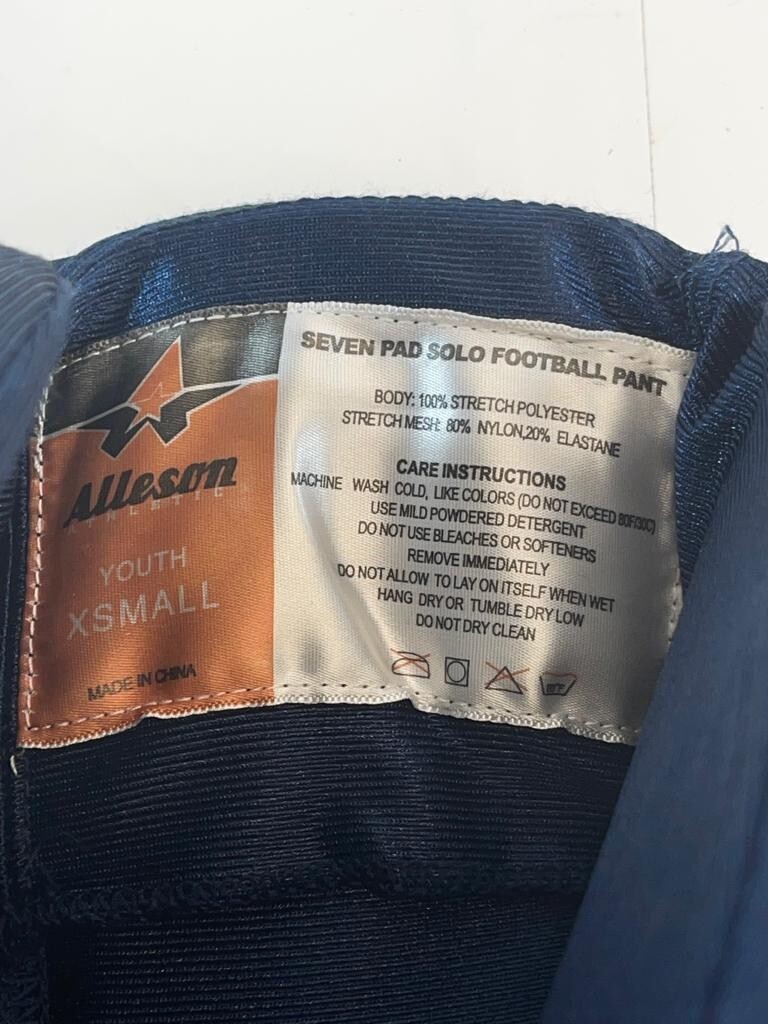 Alleson
ATHLETIC
YOUTH
XSMALL
MADE IN CHINA
SEVEN PAD SOLO FOOTBALL PANT
BODY: 100% STRETCH POLYESTER
STRETCH MESH: 80% NYLON,20% ELASTANE
CARE INSTRUCTIONS
MACHINE WASH COLD, LIKE COLORS (DO NOT EXCEED 80F/30C)
USE MILD POWDERED DETERGENT
DO NOT USE BLEACHES OR SOFTENERS
REMOVE IMMEDIATELY
DO NOT ALLOW TO LAY ON ITSELF WHEN WET
HANG DRY OR TUMBLE DRY LOW
DO NOT DRY CLEAN